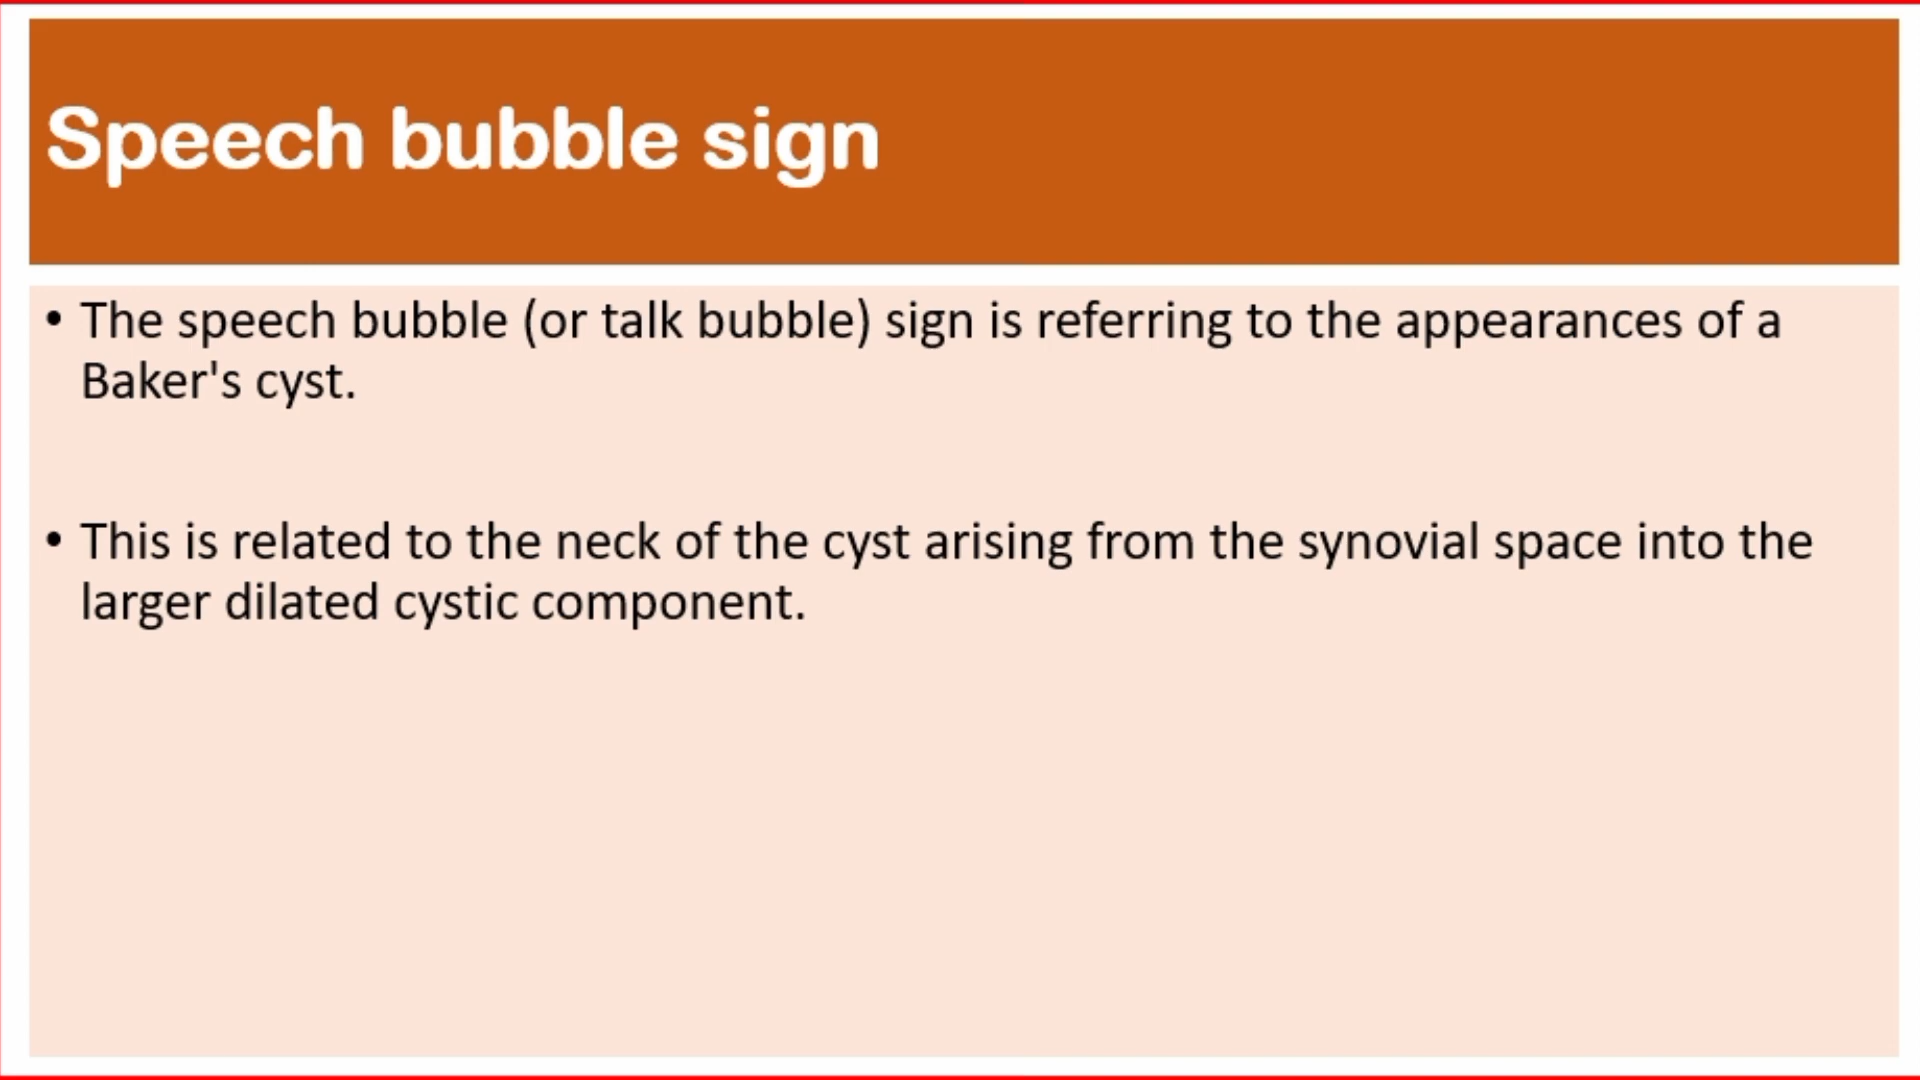 Speech bubble sign
• The speech bubble (or talk bubble) sign is referring to the appearances of a
Baker's cyst.
• This is related to the neck of the cyst arising from the synovial space into the
larger dilated cystic component.